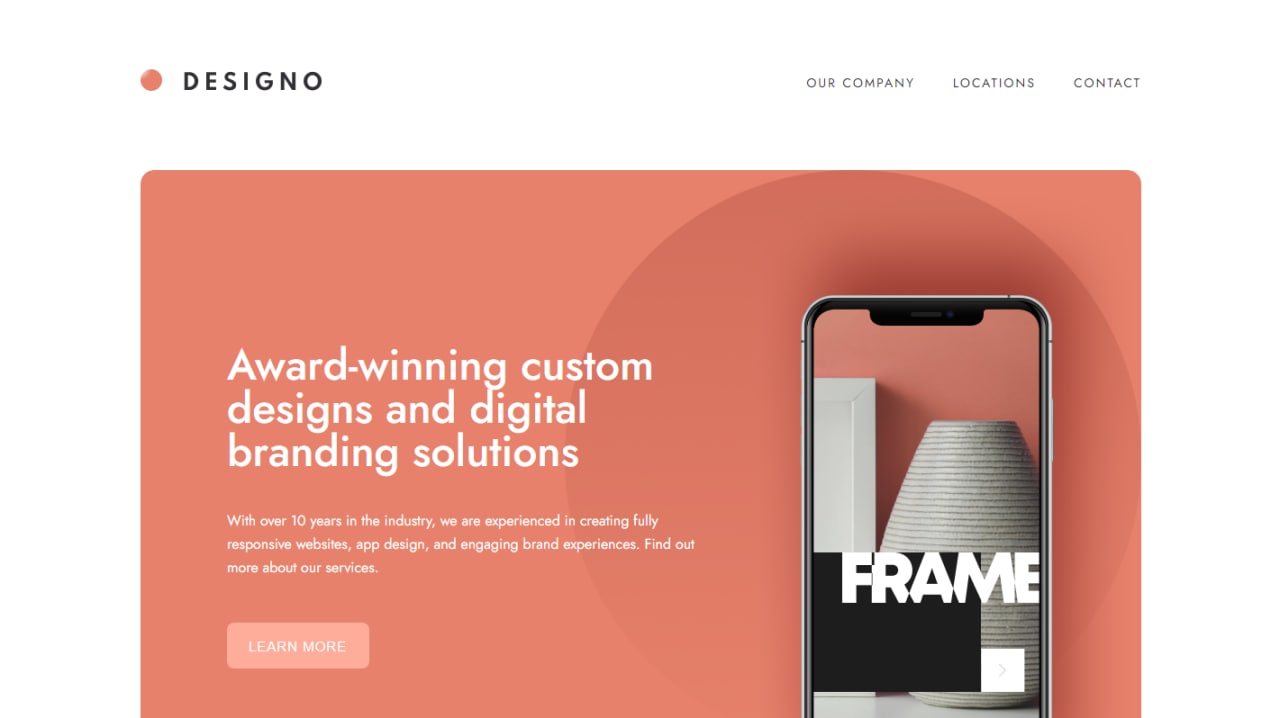 DESIGNO
OUR COMPANY LOCATIONS CONTACT
Award-winning custom
designs and digital
branding solutions
With over 10 years in the industry, we are experienced in creating fully
responsive websites, app design, and engaging brand experiences. Find out
more about our services.
LEARN MORE
FRAME